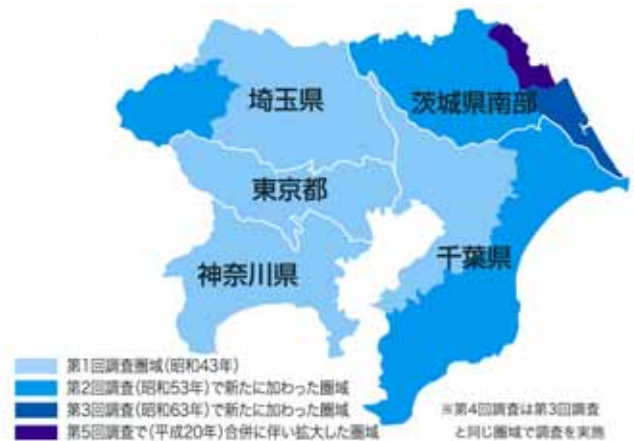 埼玉県
茨城県南部
東京都
千葉県
神奈川県
第1回調査圏域(昭和43年)
第2回調査(昭和53年)で新たに加わった圏域
第3回調査(昭和63年)で新たに加わった圏域
第5回調査で(平成20年)合併に伴い拡大した圏域
※第4回調査は第3回調査
と同じ圏域で調査を実施